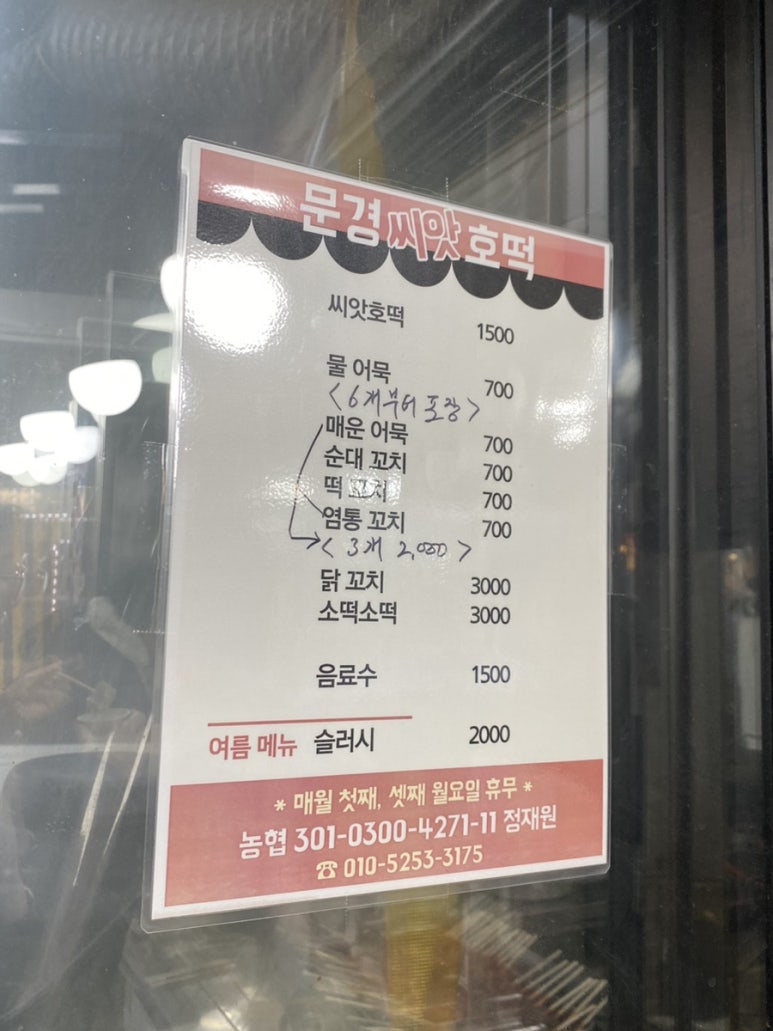 문경씨앗호떡
씨앗호떡 1500
물 어묵 700
<6개부터 포장>
매운 어묵 700
순대 꼬치 700
떡 꼬치 700
염통 꼬치 700
<3개 2,000>
닭 꼬치 3000
소떡소떡 3000
음료수 1500
여름 메뉴 슬러시 2000
* 매월 첫째, 셋째 월요일 휴무 *
농협 301-0300-4271-11 정재원
☎ 010-5253-3175